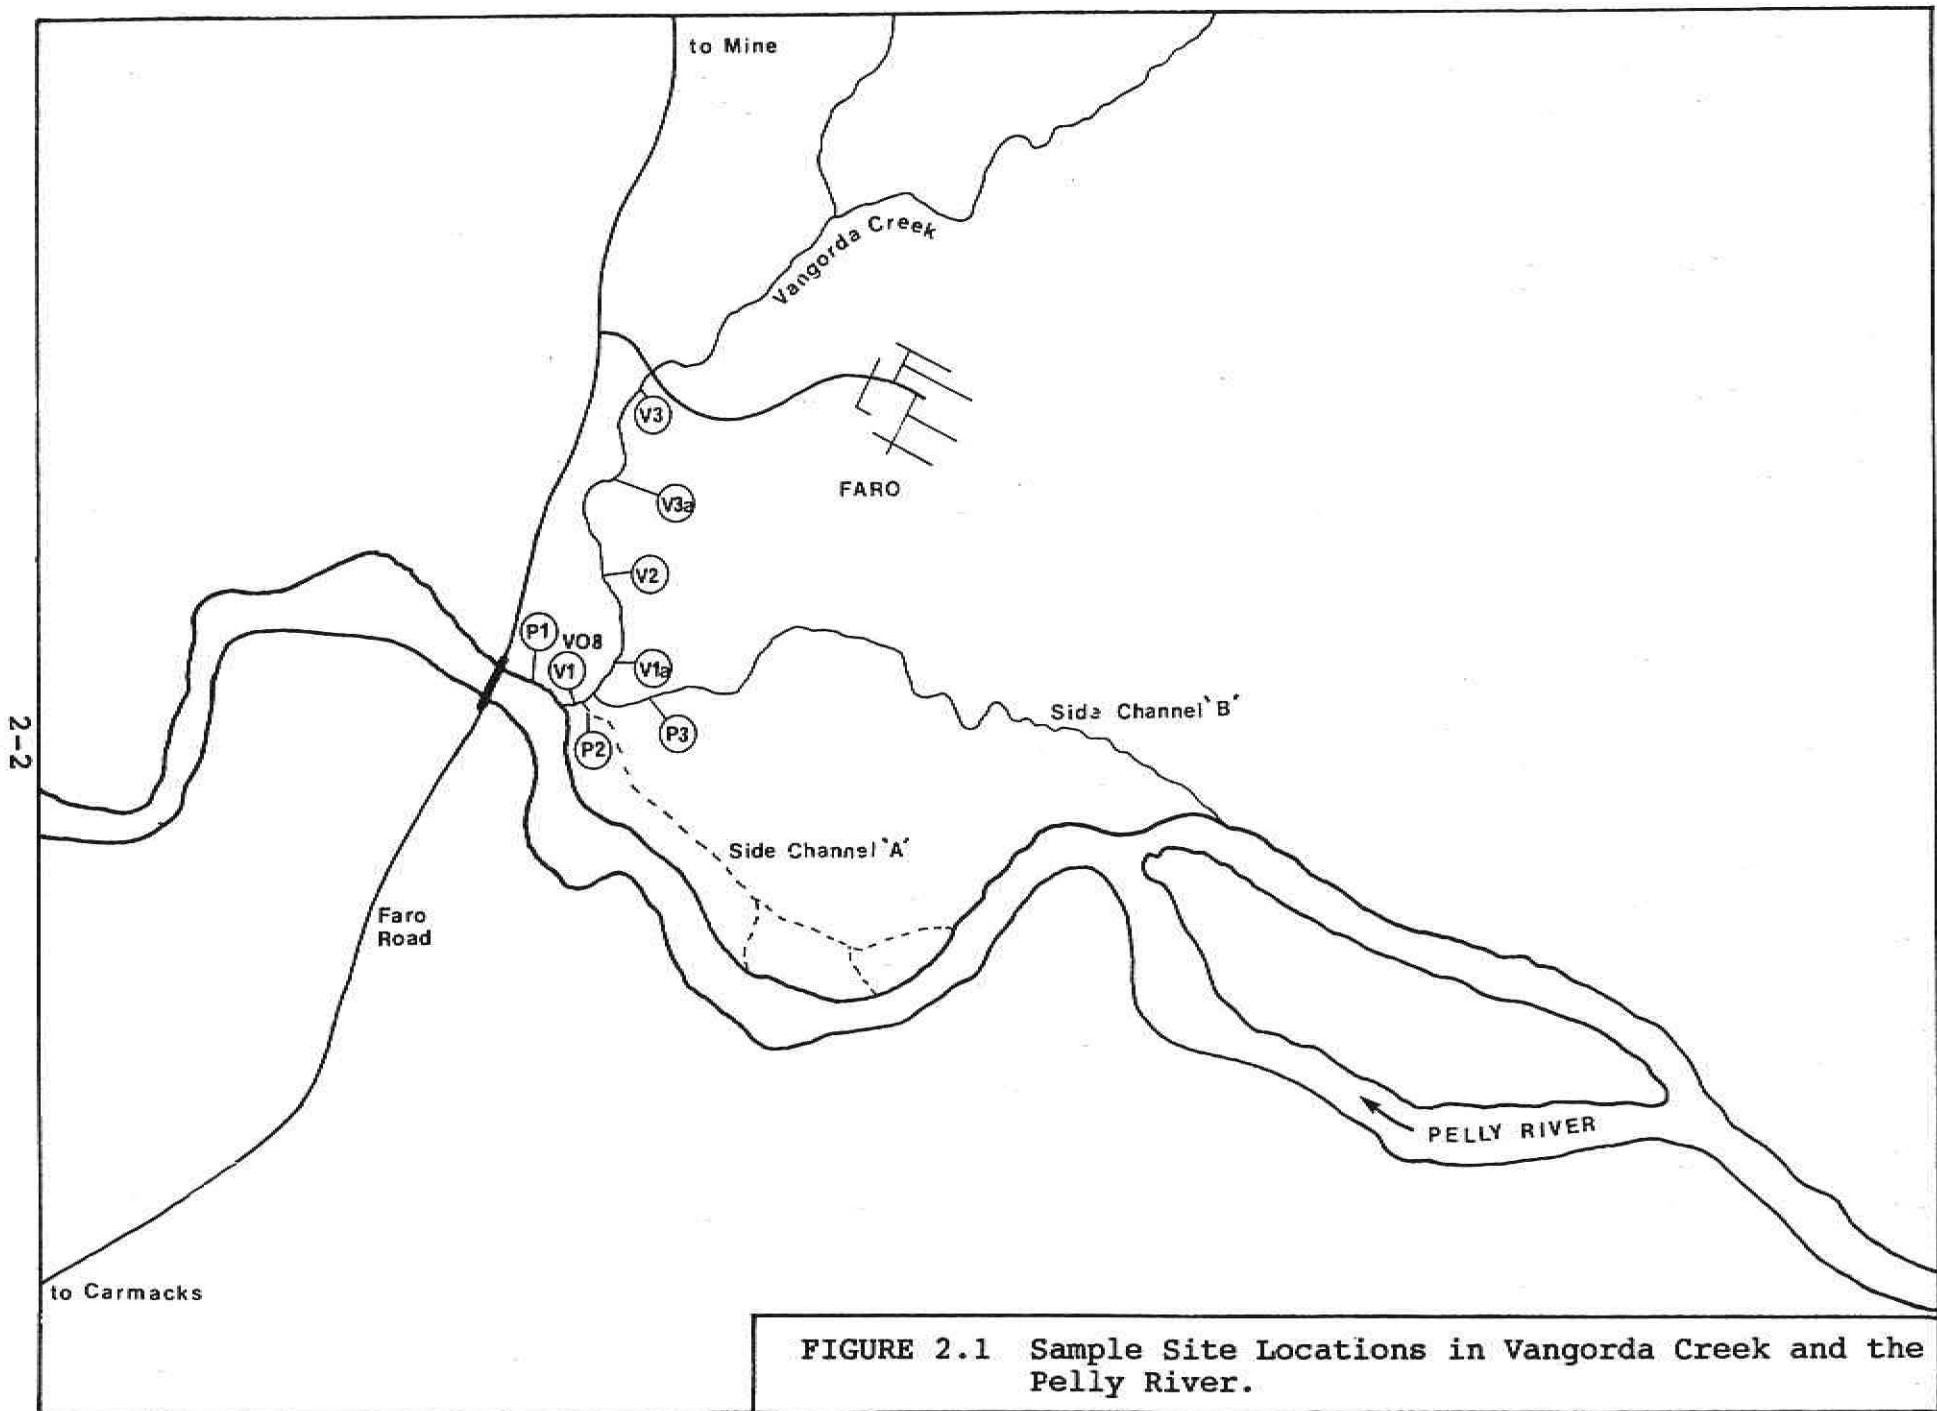 to Mine
Vangorda Creek
V3
V3a
FARO
V2
P1
VO8
V1
V1a
P3
P2
Side Channel 'B'
Side Channel 'A'
2-2
Faro
Road
PELLY RIVER
to Carmacks
FIGURE 2.1 Sample Site Locations in Vangorda Creek and the
Pelly River.